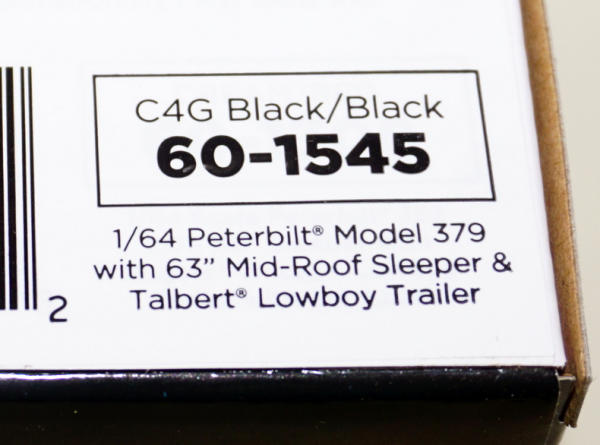 C4G Black/Black
60-1545
1/64 Peterbilt® Model 379
with 63” Mid-Roof Sleeper &
Talbert® Lowboy Trailer
2